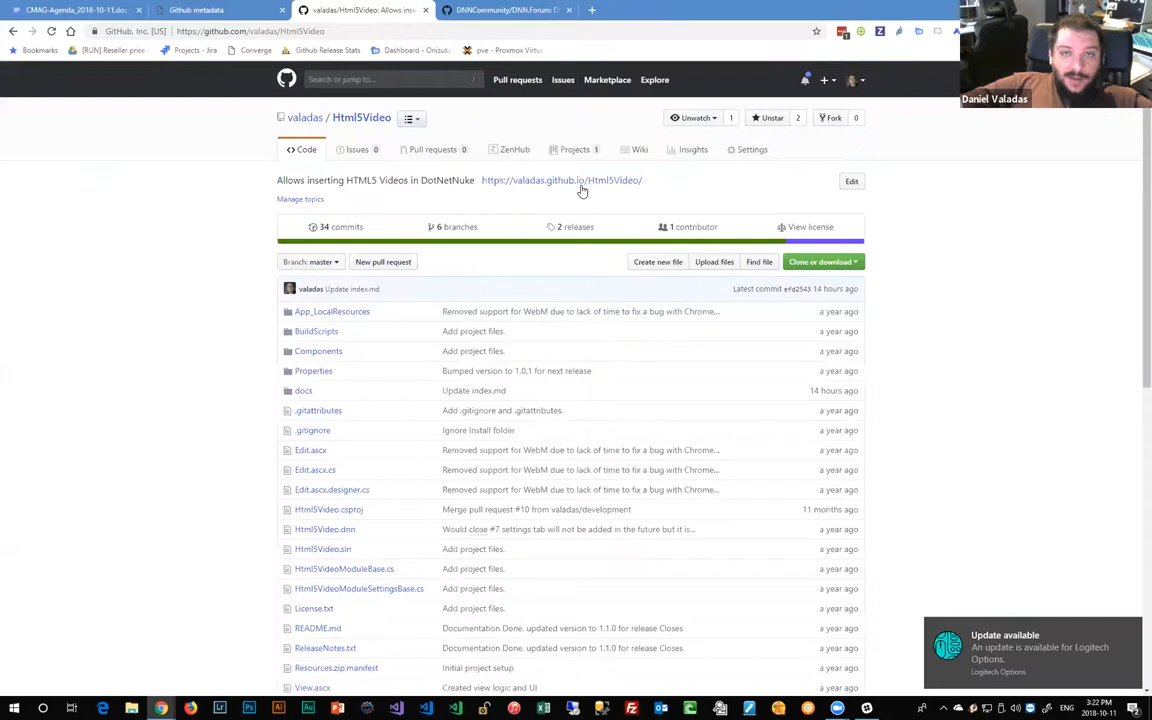 CMAG-Agenda_2018-10-11.do
Github metadata
valadas/Html5Video: Allows inser
DNNCommunity/DNN.Forum: D
GitHub, Inc. [US]
https://github.com/valadas/Html5Video
Bookmarks
[RUN] Reseller price
Projects - Jira
Converge
Github Release Stats
Dashboard - Onizuka
pve - Proxmox Virtu
Daniel Valadas
Search or jump to...
/
Pull requests
Issues
Marketplace
Explore
valadas / Html5Video
Unwatch
1
Unstar
2
Fork
0
Code
Issues 0
Pull requests 0
ZenHub
Projects 1
Wiki
Insights
Settings
Allows inserting HTML5 Videos in DotNetNuke
https://valadas.github.io/Html5Video/
Edit
Manage topics
34 commits
6 branches
2 releases
1 contributor
View license
Branch: master
New pull request
Create new file
Upload files
Find file
Clone or download
valadas Update index.md
Latest commit efd2543 14 hours ago
App_LocalResources
Removed support for WebM due to lack of time to fix a bug with Chrome...
a year ago
BuildScripts
Add project files.
a year ago
Components
Add project files.
a year ago
Properties
Bumped version to 1.0.1 for next release
a year ago
docs
Update index.md
14 hours ago
.gitattributes
Add .gitignore and .gitattributes.
a year ago
.gitignore
Ignore Install folder
a year ago
Edit.ascx
Removed support for WebM due to lack of time to fix a bug with Chrome...
a year ago
Edit.ascx.cs
Removed support for WebM due to lack of time to fix a bug with Chrome...
a year ago
Edit.ascx.designer.cs
Removed support for WebM due to lack of time to fix a bug with Chrome...
a year ago
Html5Video.csproj
Merge pull request #10 from valadas/development
11 months ago
Html5Video.dnn
Would close #7 settings tab will not be added in the future but it is...
a year ago
Html5Video.sln
Add project files.
a year ago
Html5VideoModuleBase.cs
Add project files.
a year ago
Html5VideoModuleSettingsBase.cs
Add project files.
a year ago
License.txt
Add project files.
a year ago
README.md
Documentation Done, updated version to 1.1.0 for release Closes
a year ago
ReleaseNotes.txt
Documentation Done, updated version to 1.1.0 for release Closes
a year ago
Resources.zip.manifest
Initial project setup
a year ago
View.ascx
Created view logic and UI
a year ago
Update available
An update is available for Logitech
Options.
Logitech Options
ENG
3:22 PM
2018-10-11